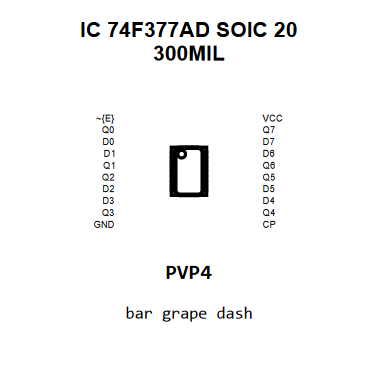 IC 74F377AD SOIC 20
300MIL
~{E} VCC
Q0 Q7
D0 D7
D1 D6
Q1 Q6
Q2 Q5
D2 D5
D3 D4
Q3 Q4
GND CP
PVP4
bar grape dash